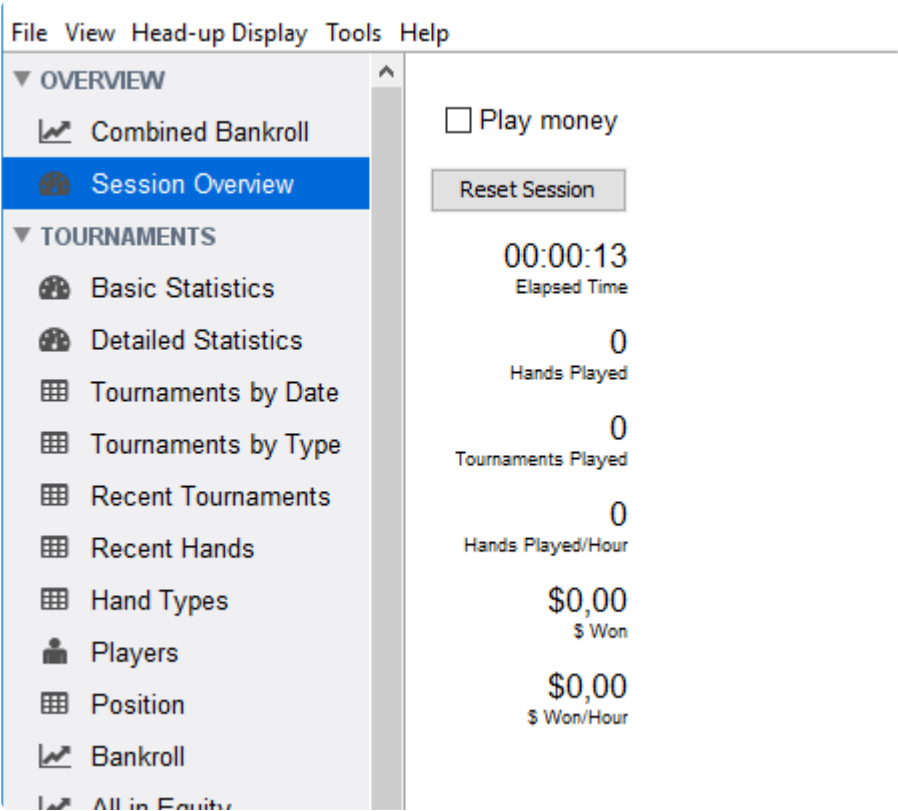 File View Head-up Display Tools Help
OVERVIEW
Combined Bankroll
Session Overview
TOURNAMENTS
Basic Statistics
Detailed Statistics
Tournaments by Date
Tournaments by Type
Recent Tournaments
Recent Hands
Hand Types
Players
Position
Bankroll
All in Equity
Play money
Reset Session
00:00:13
Elapsed Time
0
Hands Played
0
Tournaments Played
0
Hands Played/Hour
$0,00
$ Won
$0,00
$ Won/Hour